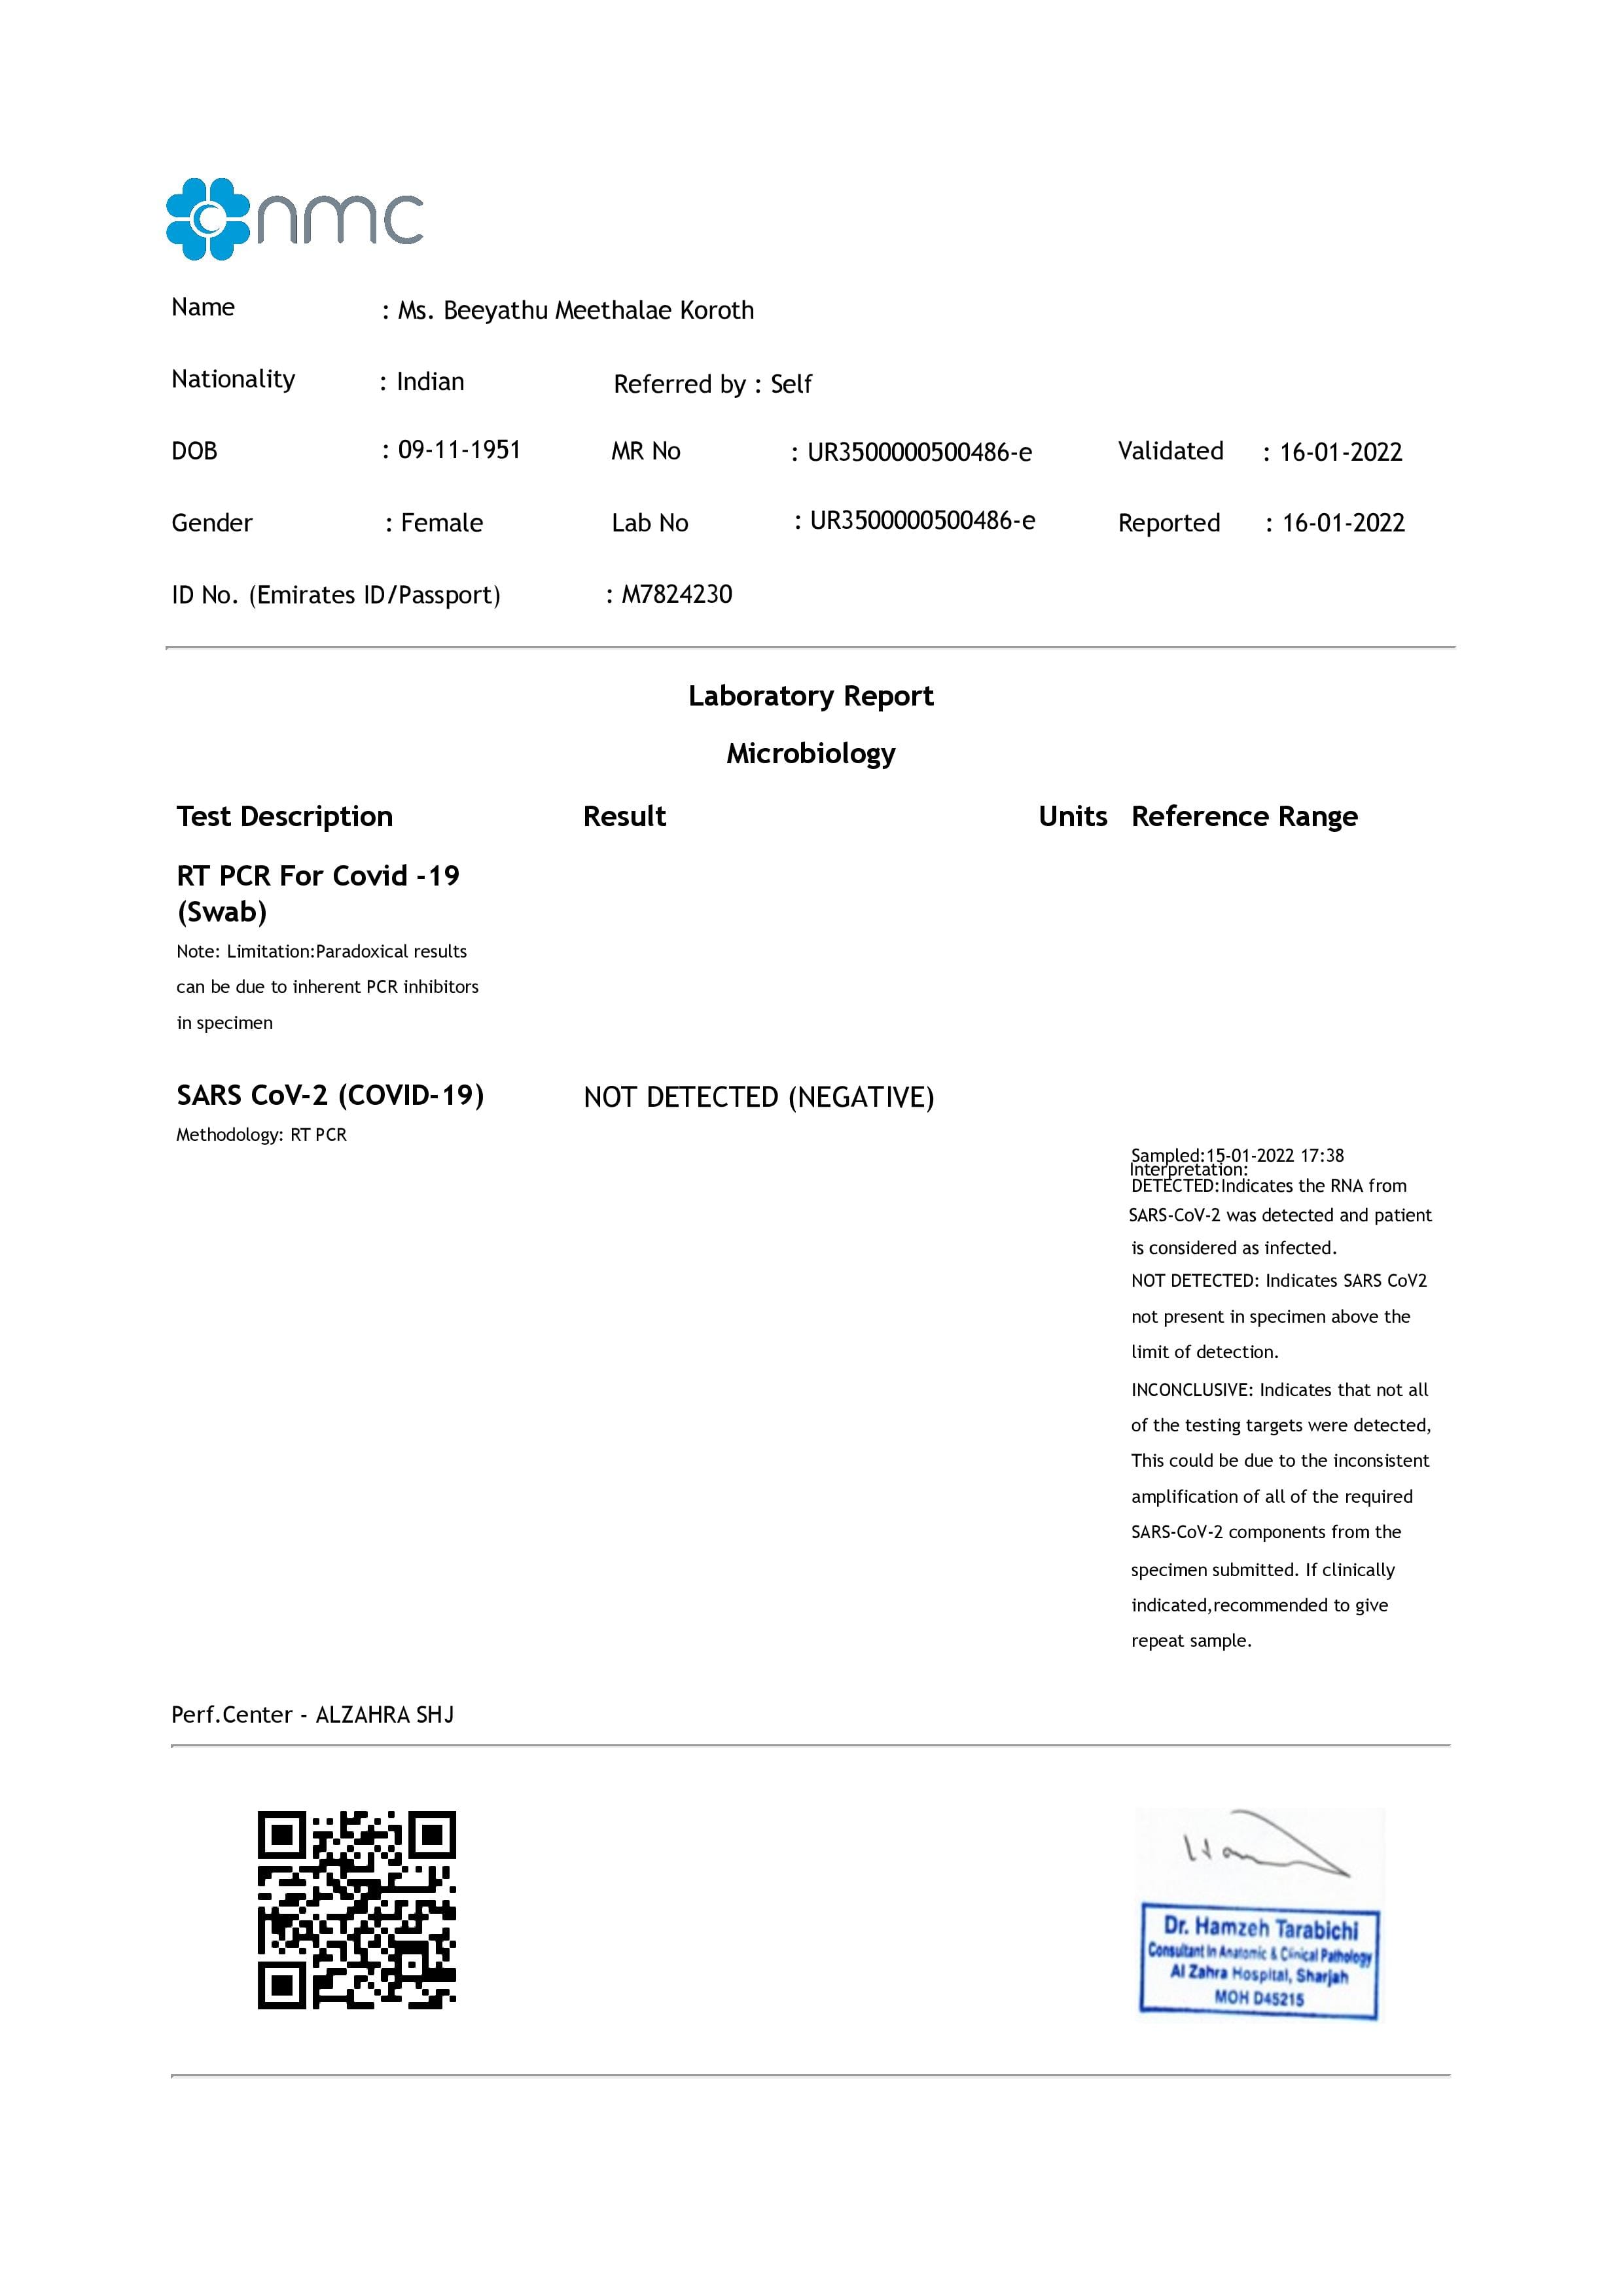 nmc
Name : Ms. Beeyathu Meethalae Koroth
Nationality : Indian Referred by : Self
DOB : 09-11-1951 MR No : UR3500000500486-e Validated : 16-01-2022
Gender : Female Lab No : UR3500000500486-e Reported : 16-01-2022
ID No. (Emirates ID/Passport) : M7824230
Laboratory Report
Microbiology
Test Description Result Units Reference Range
RT PCR For Covid -19
(Swab)
Note: Limitation:Paradoxical results
can be due to inherent PCR inhibitors
in specimen
SARS CoV-2 (COVID-19) NOT DETECTED (NEGATIVE)
Methodology: RT PCR
Sampled:15-01-2022 17:38
Interpretation:
DETECTED:Indicates the RNA from
SARS-CoV-2 was detected and patient
is considered as infected.
NOT DETECTED: Indicates SARS CoV2
not present in specimen above the
limit of detection.
INCONCLUSIVE: Indicates that not all
of the testing targets were detected,
This could be due to the inconsistent
amplification of all of the required
SARS-CoV-2 components from the
specimen submitted. If clinically
indicated,recommended to give
repeat sample.
Perf.Center - ALZAHRA SHJ
Dr. Hamzeh Tarabichi
Consultant In Anatomic & Clinical Pathology
Al Zahra Hospital, Sharjah
MOH D45215